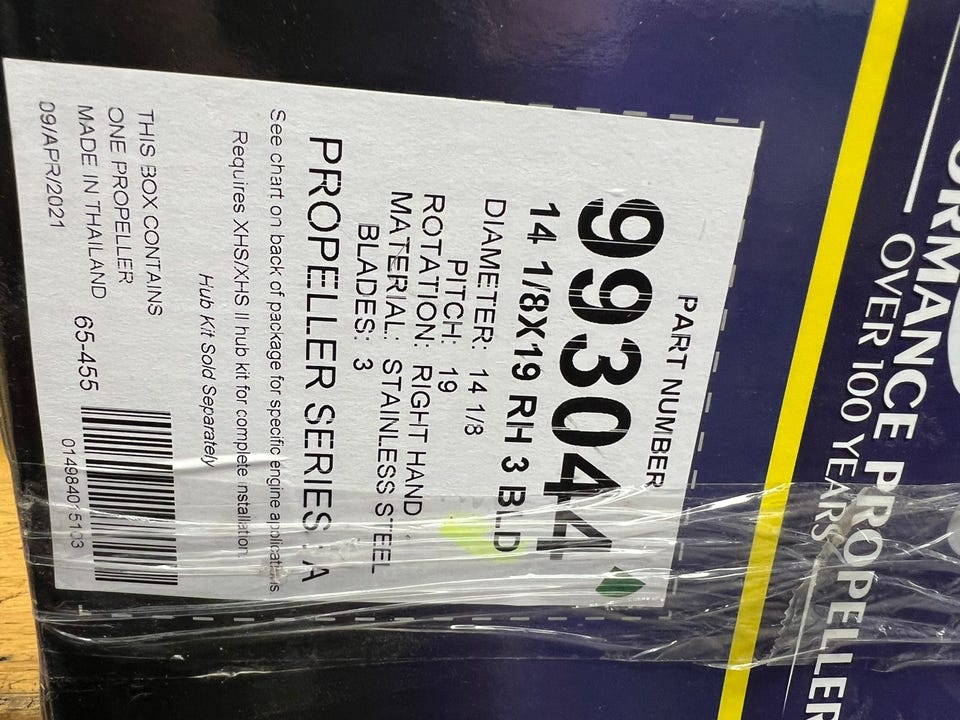 ORMANCE PROPELLER
OVER 100 YEARS
PART NUMBER
993044
14 1/8X19 RH 3 BLD
DIAMETER: 14 1/8
PITCH: 19
ROTATION: RIGHT HAND
MATERIAL: STAINLESS STEEL
BLADES: 3
PROPELLER SERIES: A
See chart on back of package for specific engine applications.
Requires XHS/XHS II hub kit for complete installation.
Hub Kit Sold Separately
THIS BOX CONTAINS
ONE PROPELLER
MADE IN THAILAND
09/APR/2021
65-455
014984015103